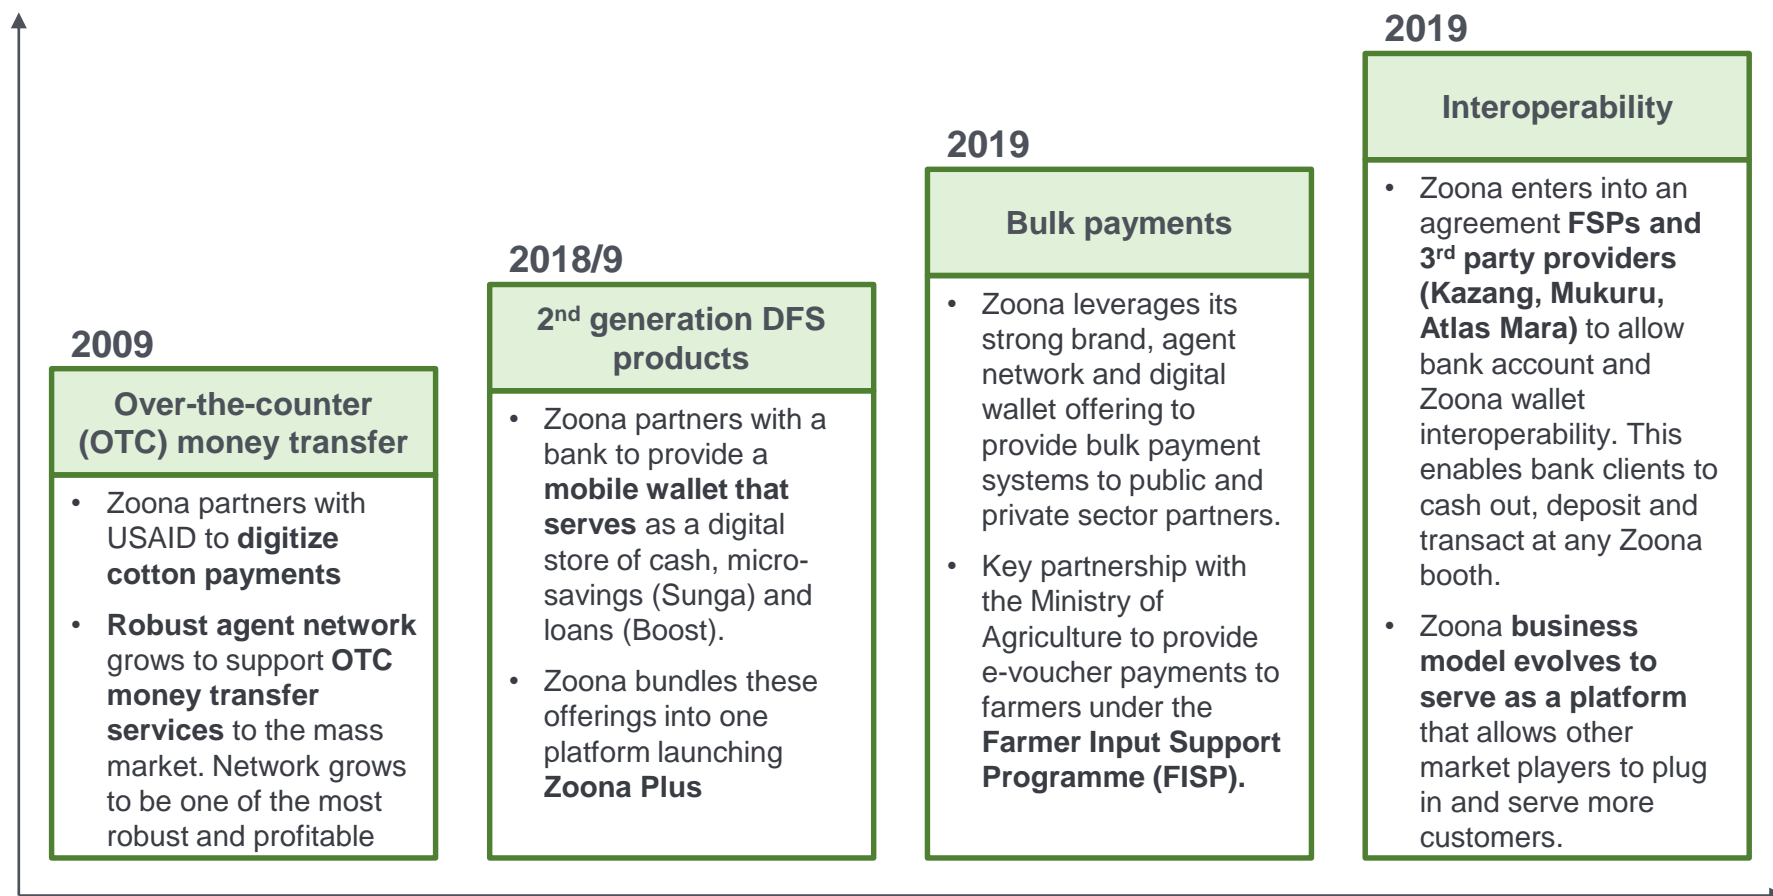 2009
Over-the-counter
(OTC) money transfer
• Zoona partners with
USAID to digitize
cotton payments
• Robust agent network
grows to support OTC
money transfer
services to the mass
market. Network grows
to be one of the most
robust and profitable
2018/9
2nd generation DFS
products
• Zoona partners with a
bank to provide a
mobile wallet that
serves as a digital
store of cash, micro-
savings (Sunga) and
loans (Boost).
• Zoona bundles these
offerings into one
platform launching
Zoona Plus
2019
Bulk payments
• Zoona leverages its
strong brand, agent
network and digital
wallet offering to
provide bulk payment
systems to public and
private sector partners.
• Key partnership with
the Ministry of
Agriculture to provide
e-voucher payments to
farmers under the
Farmer Input Support
Programme (FISP).
2019
Interoperability
• Zoona enters into an
agreement FSPs and
3rd party providers
(Kazang, Mukuru,
Atlas Mara) to allow
bank account and
Zoona wallet
interoperability. This
enables bank clients to
cash out, deposit and
transact at any Zoona
booth.
• Zoona business
model evolves to
serve as a platform
that allows other
market players to plug
in and serve more
customers.